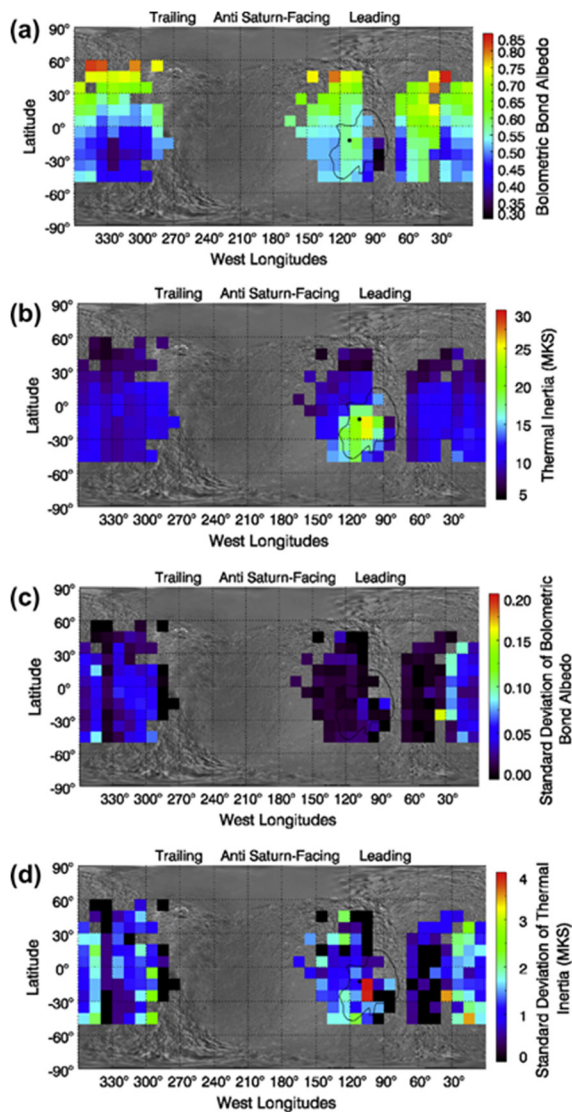 (a)
Trailing Anti Saturn-Facing Leading
90°
60°
30°
0°
-30°
-60°
-90°
Latitude
330° 300° 270° 240° 210° 180° 150° 120° 90° 60° 30°
West Longitudes
0.85
0.80
0.75
0.70
0.65
0.60
0.55
0.50
0.45
0.40
0.35
0.30
Bolometric Bond Albedo
(b)
Trailing Anti Saturn-Facing Leading
90°
60°
30°
0°
-30°
-60°
-90°
Latitude
330° 300° 270° 240° 210° 180° 150° 120° 90° 60° 30°
West Longitudes
30
25
20
15
10
5
Thermal Inertia (MKS)
(c)
Trailing Anti Saturn-Facing Leading
90°
60°
30°
0°
-30°
-60°
-90°
Latitude
330° 300° 270° 240° 210° 180° 150° 120° 90° 60° 30°
West Longitudes
0.20
0.15
0.10
0.05
0.00
Standard Deviation of Bolometric
Bond Albedo
(d)
Trailing Anti Saturn-Facing Leading
90°
60°
30°
0°
-30°
-60°
-90°
Latitude
330° 300° 270° 240° 210° 180° 150° 120° 90° 60° 30°
West Longitudes
4
3
2
1
0
Standard Deviation of Thermal
Inertia (MKS)